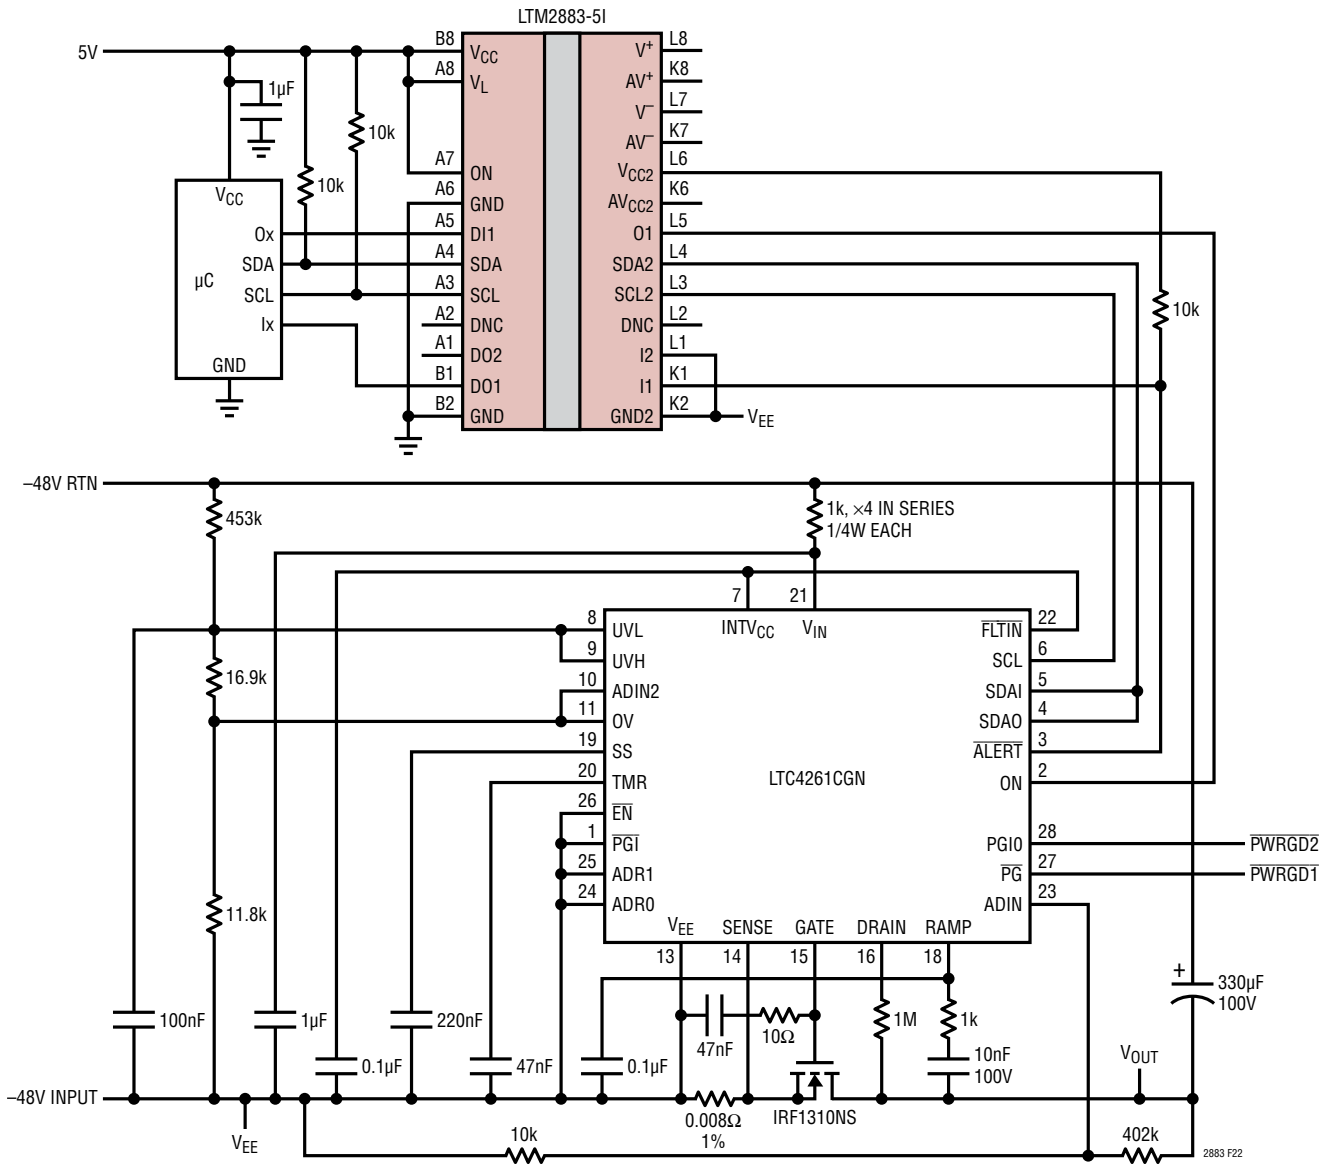 LTM2883-5I
5V
B8
VCC
A8
VL
A7
ON
A6
GND
A5
DI1
A4
SDA
A3
SCL
A2
DNC
A1
DO2
B1
DO1
B2
GND
V+
L8
AV+
K8
V–
L7
AV–
K7
VCC2
L6
AVCC2
K6
O1
L5
SDA2
L4
SCL2
L3
DNC
L2
I2
L1
I1
K1
GND2
K2
VEE
1µF
10k
10k
VCC
Ox
SDA
µC
SCL
Ix
GND
10k
–48V RTN
453k
1k, ×4 IN SERIES
1/4W EACH
7
21
INTVCC
VIN
8
UVL
9
UVH
16.9k
10
ADIN2
11
OV
19
SS
20
TMR
26
EN
1
PGI
25
ADR1
24
ADR0
11.8k
LTC4261CGN
FLTIN
22
SCL
6
SDAI
5
SDAO
4
ALERT
3
ON
2
PGI0
28
PWRGD2
PG
27
PWRGD1
ADIN
23
VEE
SENSE
GATE
DRAIN
RAMP
13
14
15
16
18
+
330µF
100V
100nF
1µF
0.1µF
220nF
47nF
0.1µF
47nF
10Ω
1M
1k
10nF
100V
VOUT
–48V INPUT
VEE
0.008Ω
1%
IRF1310NS
10k
402k
2883 F22